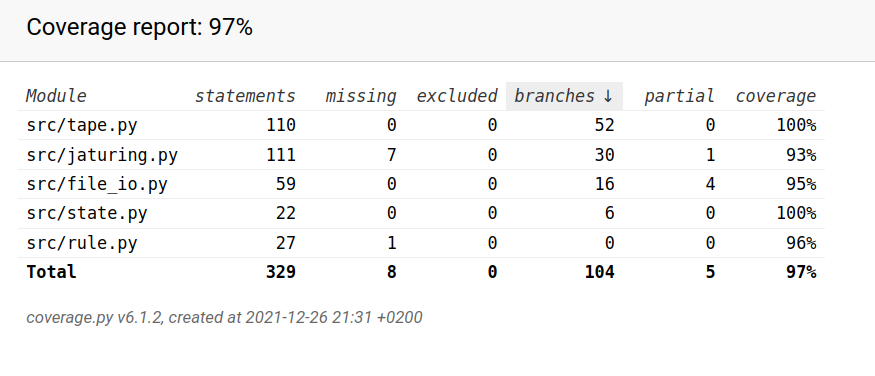 Coverage report: 97%
Module statements missing excluded branches ↓ partial coverage
src/tape.py 110 0 0 52 0 100%
src/jaturing.py 111 7 0 30 1 93%
src/file_io.py 59 0 0 16 4 95%
src/state.py 22 0 0 6 0 100%
src/rule.py 27 1 0 0 0 96%
Total 329 8 0 104 5 97%
coverage.py v6.1.2, created at 2021-12-26 21:31 +0200